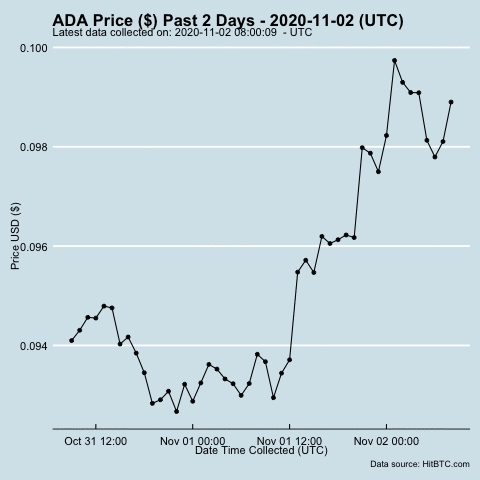 ADA Price ($) Past 2 Days - 2020-11-02 (UTC)
Latest data collected on: 2020-11-02 08:00:09  - UTC
0.100
0.098
0.096
0.094
Price USD ($)
Oct 31 12:00 Nov 01 00:00 Nov 01 12:00 Nov 02 00:00
Date Time Collected (UTC)
Data source: HitBTC.com